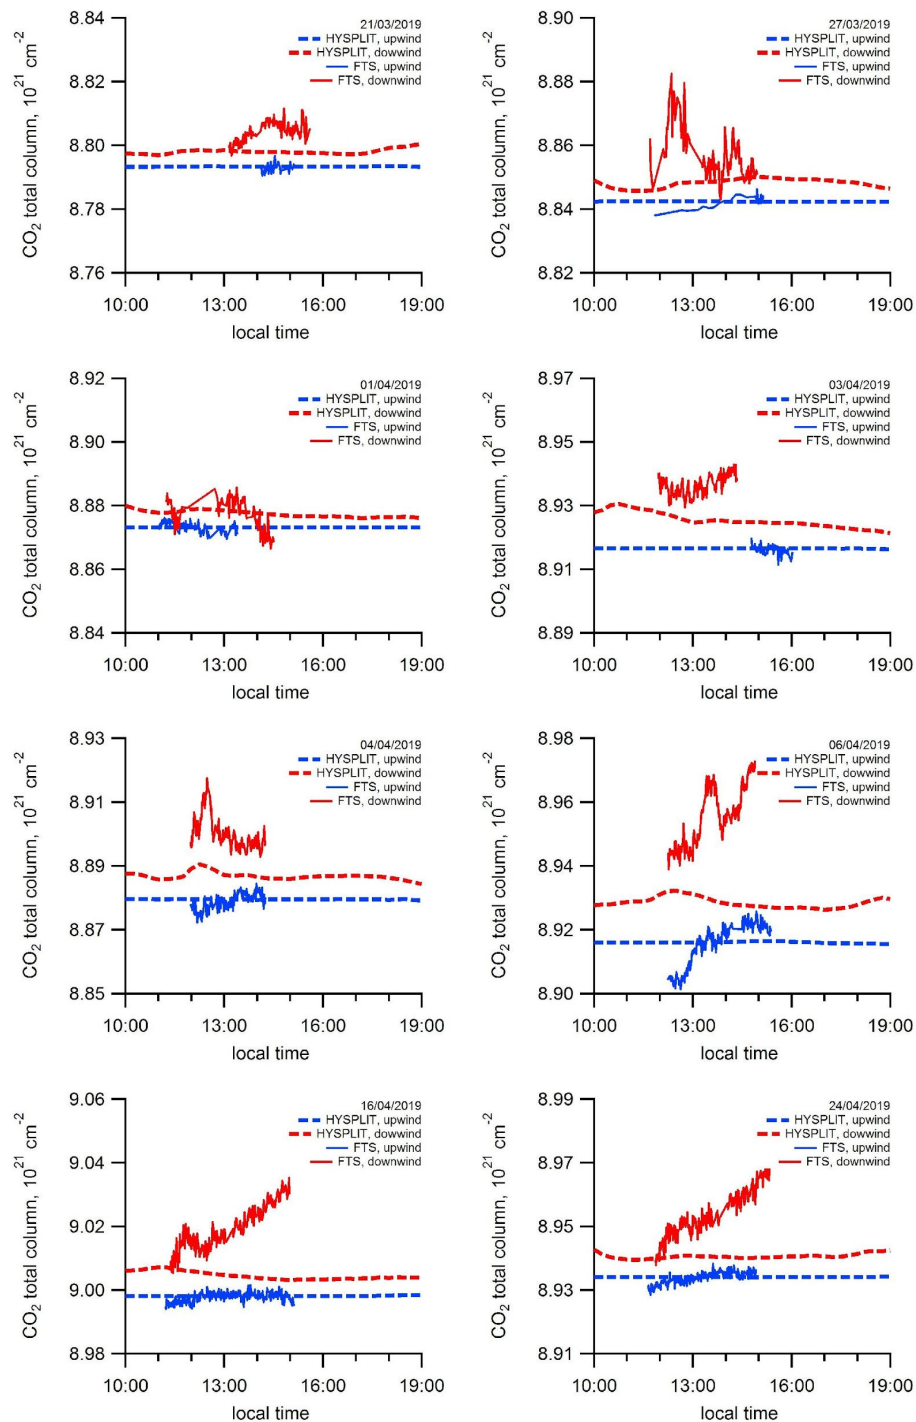 8.84
8.82
8.80
8.78
8.76
CO2 total column, 10^21 cm^-2
21/03/2019
HYSPLIT, upwind
HYSPLIT, dowwind
FTS, upwind
FTS, downwind
10:00 13:00 16:00 19:00
local time
8.90
8.88
8.86
8.84
8.82
CO2 total column, 10^21 cm^-2
27/03/2019
HYSPLIT, upwind
HYSPLIT, dowwind
FTS, upwind
FTS, downwind
10:00 13:00 16:00 19:00
local time
8.92
8.90
8.88
8.86
8.84
CO2 total column, 10^21 cm^-2
01/04/2019
HYSPLIT, upwind
HYSPLIT, dowwind
FTS, upwind
FTS, downwind
10:00 13:00 16:00 19:00
local time
8.97
8.95
8.93
8.91
8.89
CO2 total column, 10^21 cm^-2
03/04/2019
HYSPLIT, upwind
HYSPLIT, dowwind
FTS, upwind
FTS, downwind
10:00 13:00 16:00 19:00
local time
8.93
8.91
8.89
8.87
8.85
CO2 total column, 10^21 cm^-2
04/04/2019
HYSPLIT, upwind
HYSPLIT, dowwind
FTS, upwind
FTS, downwind
10:00 13:00 16:00 19:00
local time
8.98
8.96
8.94
8.92
8.90
CO2 total column, 10^21 cm^-2
06/04/2019
HYSPLIT, upwind
HYSPLIT, dowwind
FTS, upwind
FTS, downwind
10:00 13:00 16:00 19:00
local time
9.06
9.04
9.02
9.00
8.98
CO2 total column, 10^21 cm^-2
16/04/2019
HYSPLIT, upwind
HYSPLIT, dowwind
FTS, upwind
FTS, downwind
10:00 13:00 16:00 19:00
local time
8.99
8.97
8.95
8.93
8.91
CO2 total column, 10^21 cm^-2
24/04/2019
HYSPLIT, upwind
HYSPLIT, dowwind
FTS, upwind
FTS, downwind
10:00 13:00 16:00 19:00
local time